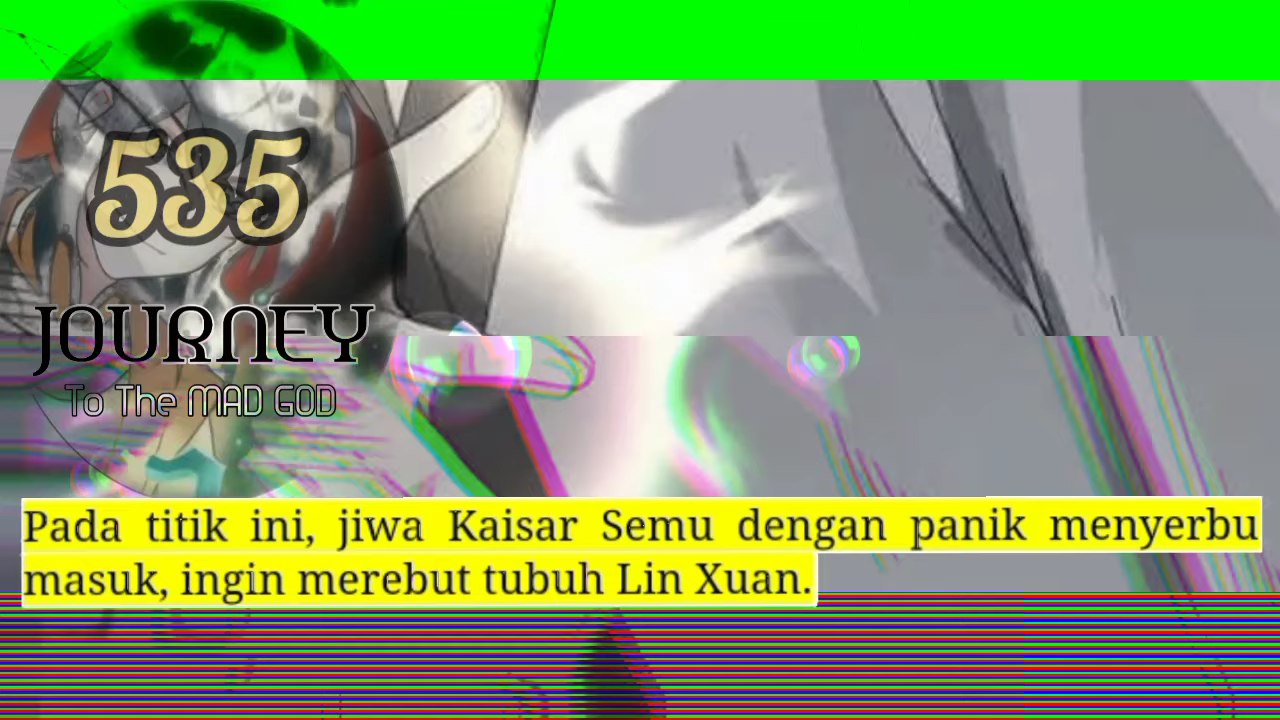 535
JOURNEY
To The MAD GOD
Pada titik ini, jiwa Kaisar Semu dengan panik menyerbu
masuk, ingin merebut tubuh Lin Xuan.